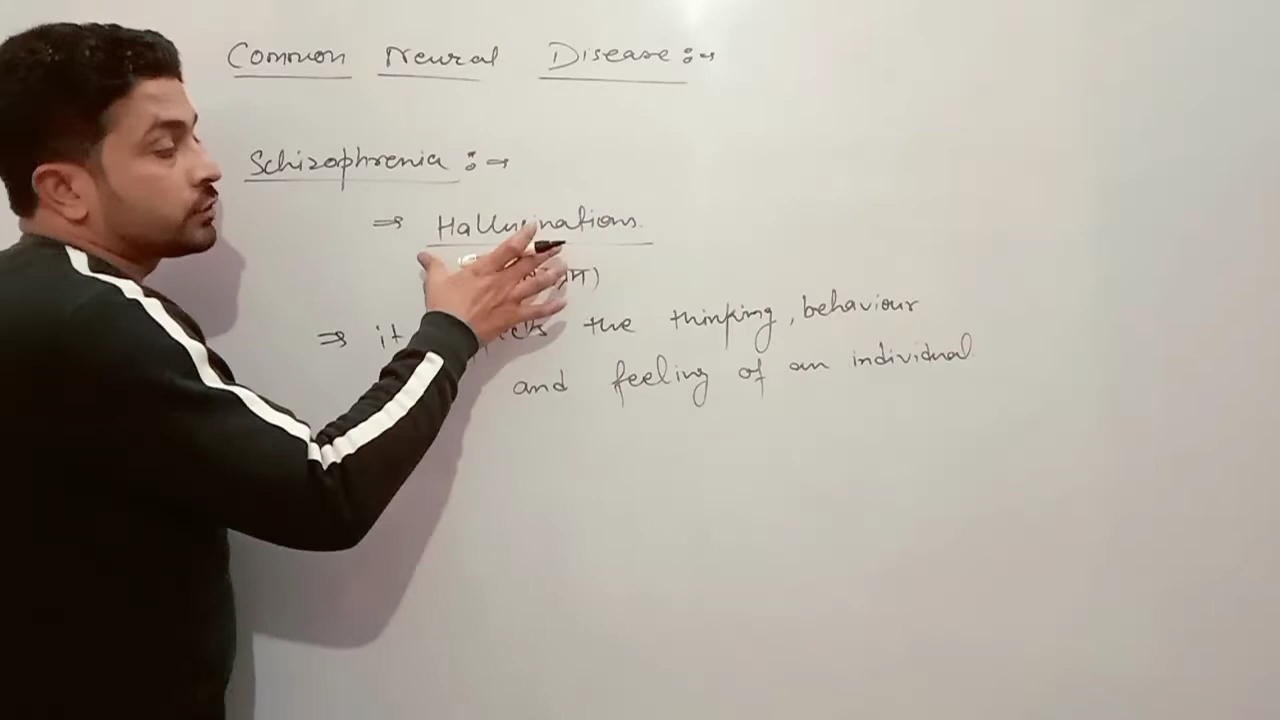 Common Neural Disease :→
Schizophrenia :→
⇒ Hallucinations.
⇒ it the thinking, behaviour
and feeling of an individual